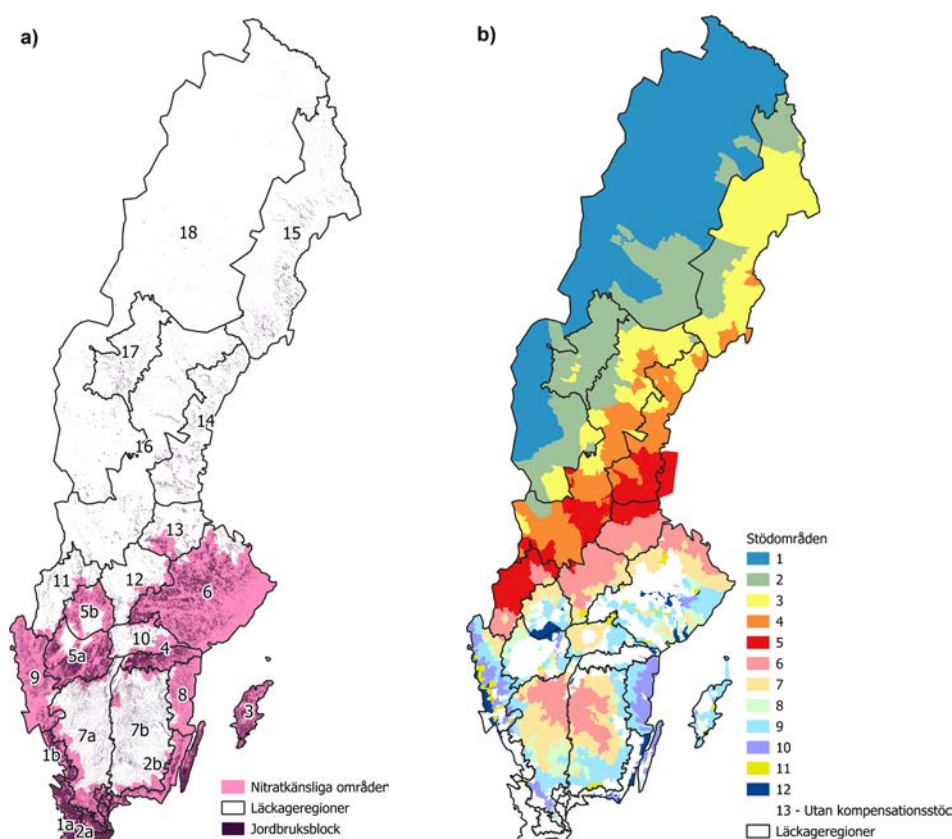 a)
b)
18
15
17
14
16
13
11
12
6
5b
10
5a
4
9
8
3
7a
7b
1b
2b
1a
2a
Nitratkänsliga områden
Läckageregioner
Jordbruksblock
Stödområden
1
2
3
4
5
6
7
8
9
10
11
12
13 - Utan kompensationsstöd
Läckageregioner